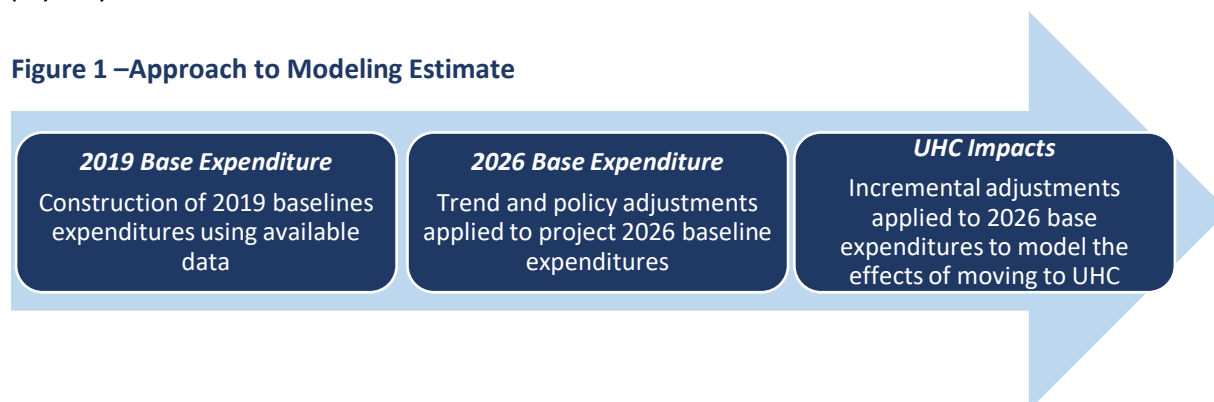 Figure 1 –Approach to Modeling Estimate
2019 Base Expenditure
Construction of 2019 baselines
expenditures using available
data
2026 Base Expenditure
Trend and policy adjustments
applied to project 2026 baseline
expenditures
UHC Impacts
Incremental adjustments
applied to 2026 base
expenditures to model the
effects of moving to UHC